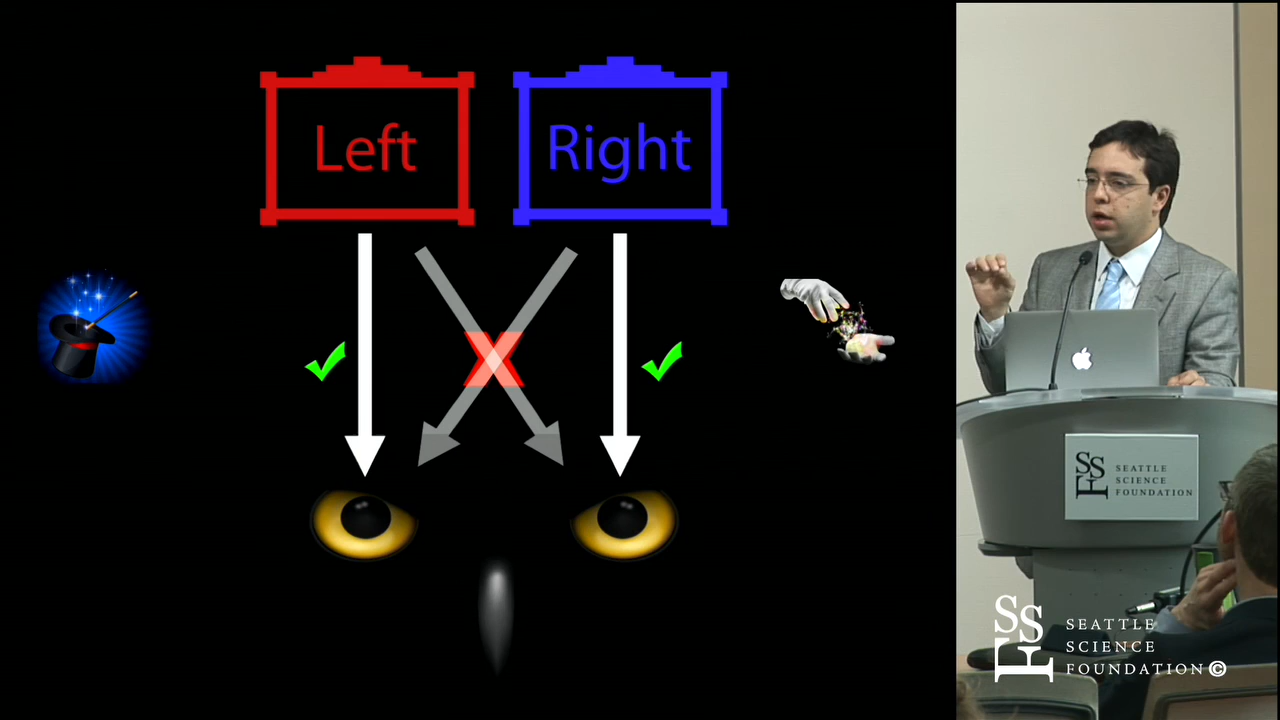 Left
Right
SSF
SEATTLE
SCIENCE
FOUNDATION
SSF
SEATTLE
SCIENCE
FOUNDATION©